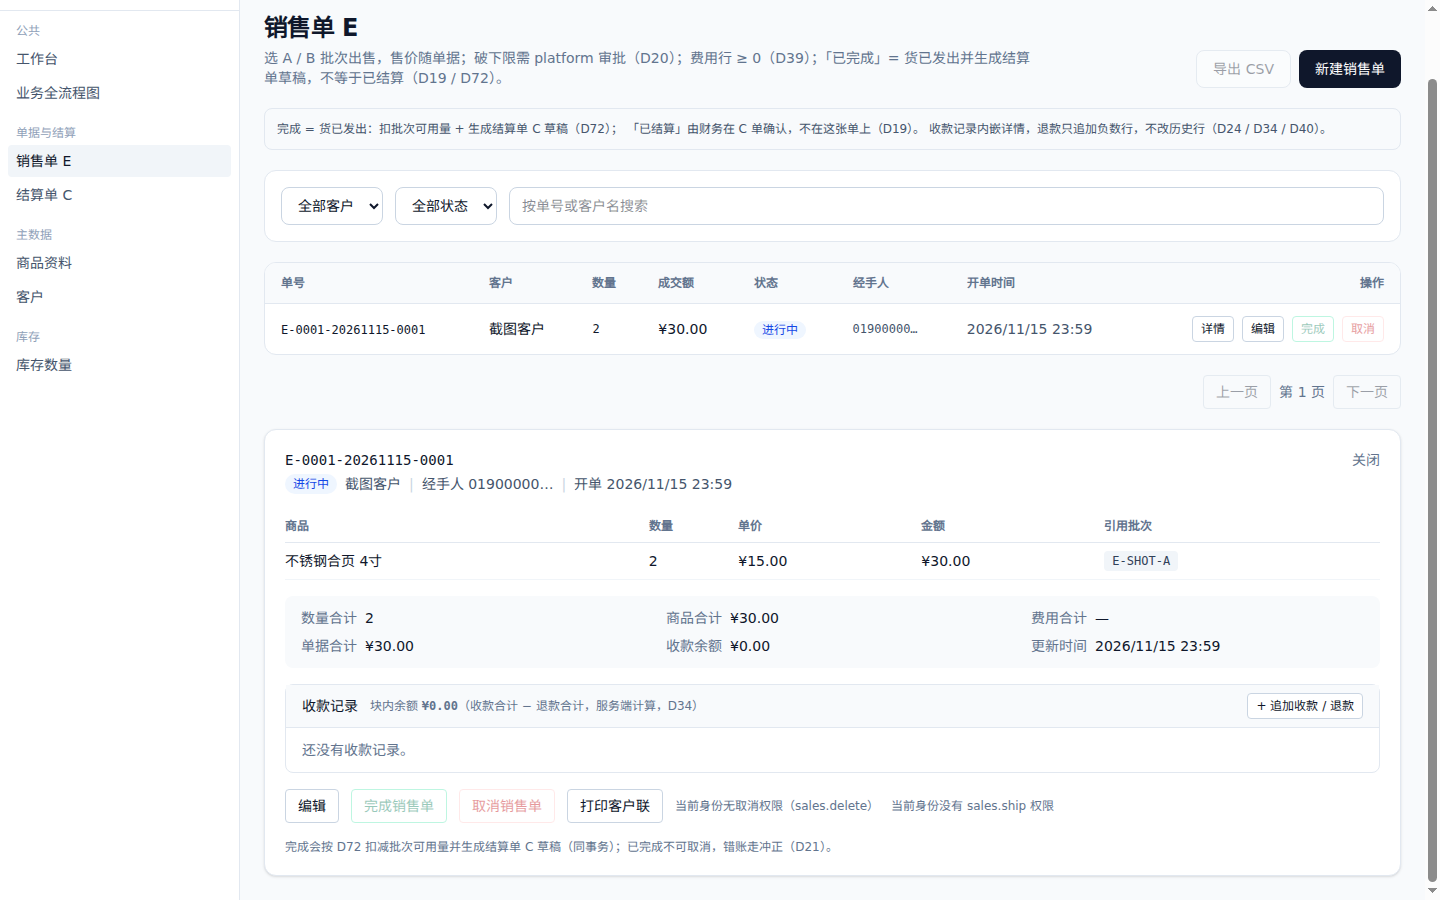 公共
工作台
业务全流程图
单据与结算
销售单 E
结算单 C
主数据
商品资料
客户
库存
库存数量
销售单 E
选 A / B 批次出售，售价随单据；破下限需 platform 审批（D20）；费用行 ≥ 0（D39）；「已完成」= 货已发出并生成结算
单草稿，不等于已结算（D19 / D72）。
导出 CSV
新建销售单
完成 = 货已发出：扣批次可用量 + 生成结算单 C 草稿（D72）； 「已结算」由财务在 C 单确认，不在这张单上（D19）。 收款记录内嵌详情，退款只追加负数行，不改历史行（D24 / D34 / D40）。
全部客户
全部状态
按单号或客户名搜索
单号 客户 数量 成交额 状态 经手人 开单时间 操作
E-0001-20261115-0001 截图客户 2 ¥30.00 进行中 01900000… 2026/11/15 23:59 详情 编辑 完成 取消
上一页 第 1 页 下一页
E-0001-20261115-0001
关闭
进行中 截图客户 | 经手人 01900000… | 开单 2026/11/15 23:59
商品 数量 单价 金额 引用批次
不锈钢合页 4寸 2 ¥15.00 ¥30.00 E-SHOT-A
数量合计 2 商品合计 ¥30.00 费用合计 —
单据合计 ¥30.00 收款余额 ¥0.00 更新时间 2026/11/15 23:59
收款记录 块内余额 ¥0.00（收款合计 − 退款合计，服务端计算，D34）
+ 追加收款 / 退款
还没有收款记录。
编辑 完成销售单 取消销售单 打印客户联 当前身份无取消权限（sales.delete） 当前身份没有 sales.ship 权限
完成会按 D72 扣减批次可用量并生成结算单 C 草稿（同事务）；已完成不可取消，错账走冲正（D21）。